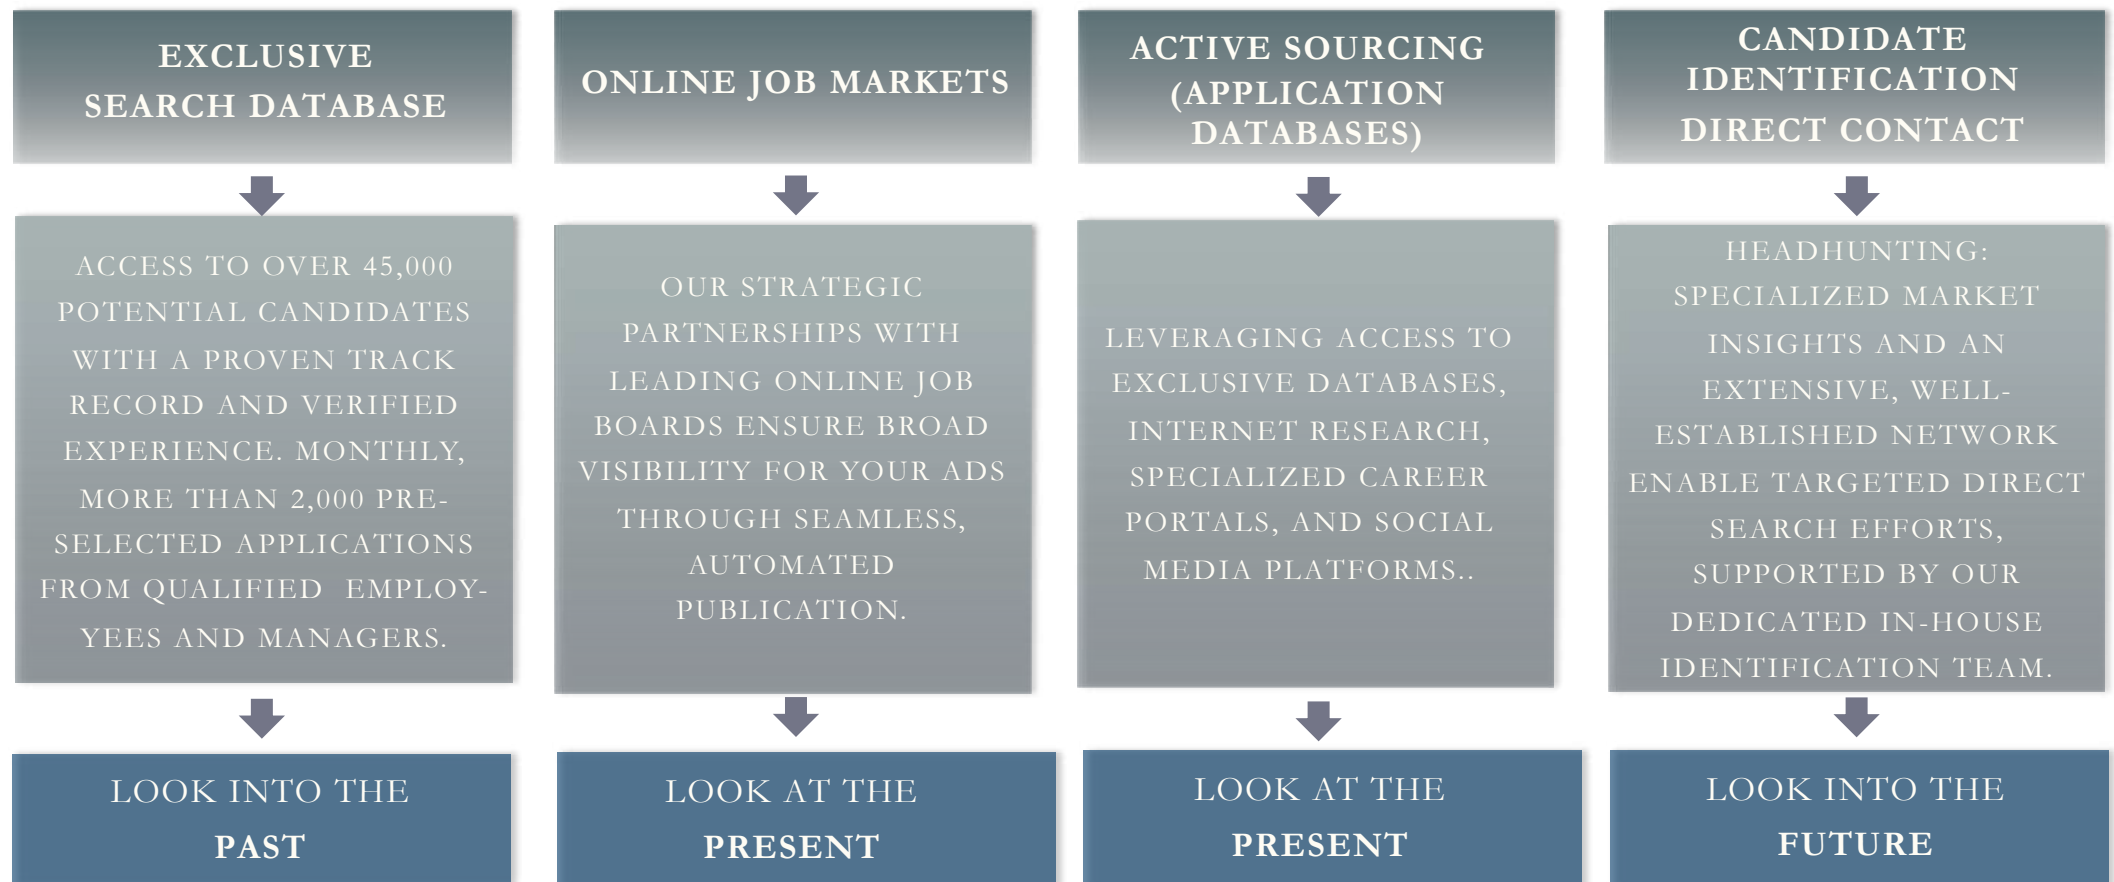 EXCLUSIVE
SEARCH DATABASE
ACCESS TO OVER 45,000
POTENTIAL CANDIDATES
WITH A PROVEN TRACK
RECORD AND VERIFIED
EXPERIENCE. MONTHLY,
MORE THAN 2,000 PRE-
SELECTED APPLICATIONS
FROM QUALIFIED  EMPLOY-
YEES AND MANAGERS.
LOOK INTO THE
PAST
ONLINE JOB MARKETS
OUR STRATEGIC
PARTNERSHIPS WITH
LEADING ONLINE JOB
BOARDS ENSURE BROAD
VISIBILITY FOR YOUR ADS
THROUGH SEAMLESS,
AUTOMATED
PUBLICATION.
LOOK AT THE
PRESENT
ACTIVE SOURCING
(APPLICATION
DATABASES)
LEVERAGING ACCESS TO
EXCLUSIVE DATABASES,
INTERNET RESEARCH,
SPECIALIZED CAREER
PORTALS, AND SOCIAL
MEDIA PLATFORMS..
LOOK AT THE
PRESENT
CANDIDATE
IDENTIFICATION
DIRECT CONTACT
HEADHUNTING:
SPECIALIZED MARKET
INSIGHTS AND AN
EXTENSIVE, WELL-
ESTABLISHED NETWORK
ENABLE TARGETED DIRECT
SEARCH EFFORTS,
SUPPORTED BY OUR
DEDICATED IN-HOUSE
IDENTIFICATION TEAM.
LOOK INTO THE
FUTURE